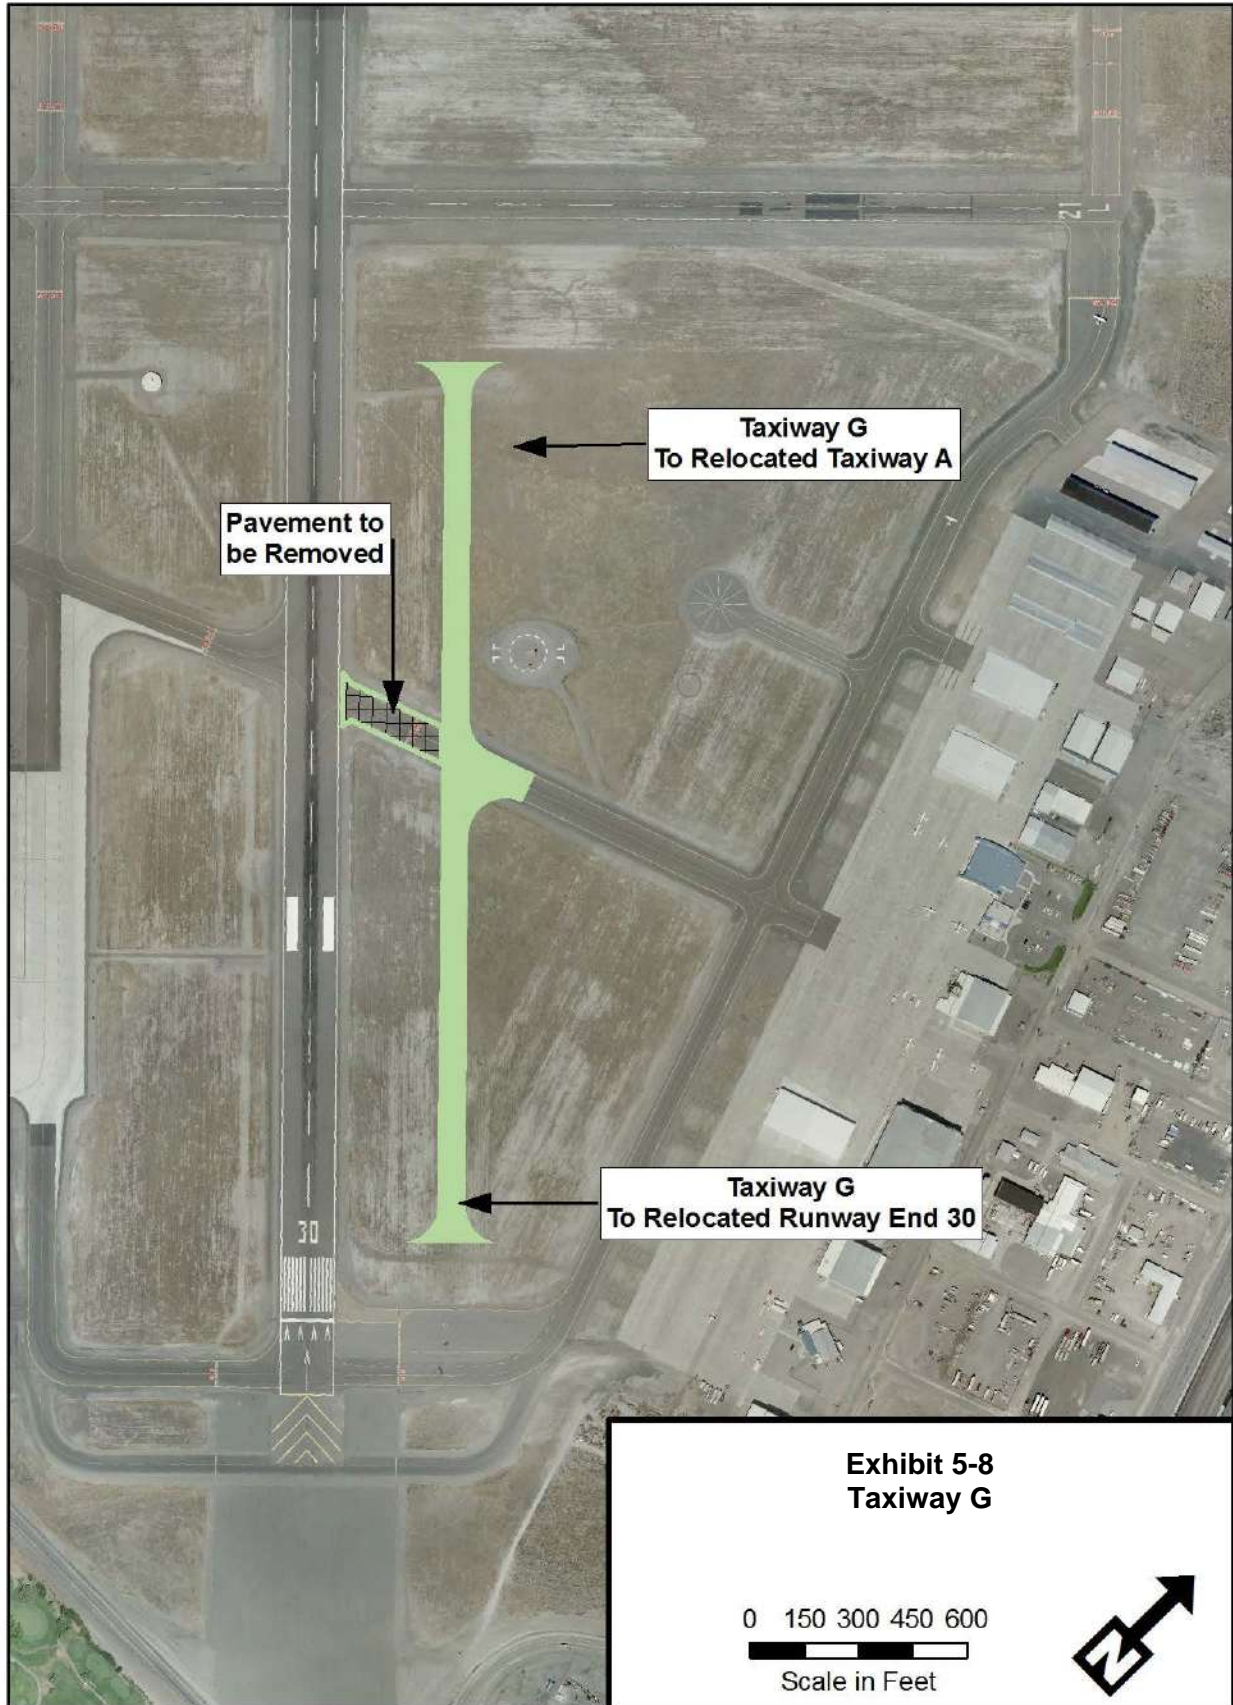 21
L
Taxiway G
To Relocated Taxiway A
Pavement to
be Removed
Taxiway G
To Relocated Runway End 30
30
Exhibit 5-8
Taxiway G
0 150 300 450 600
Scale in Feet
N